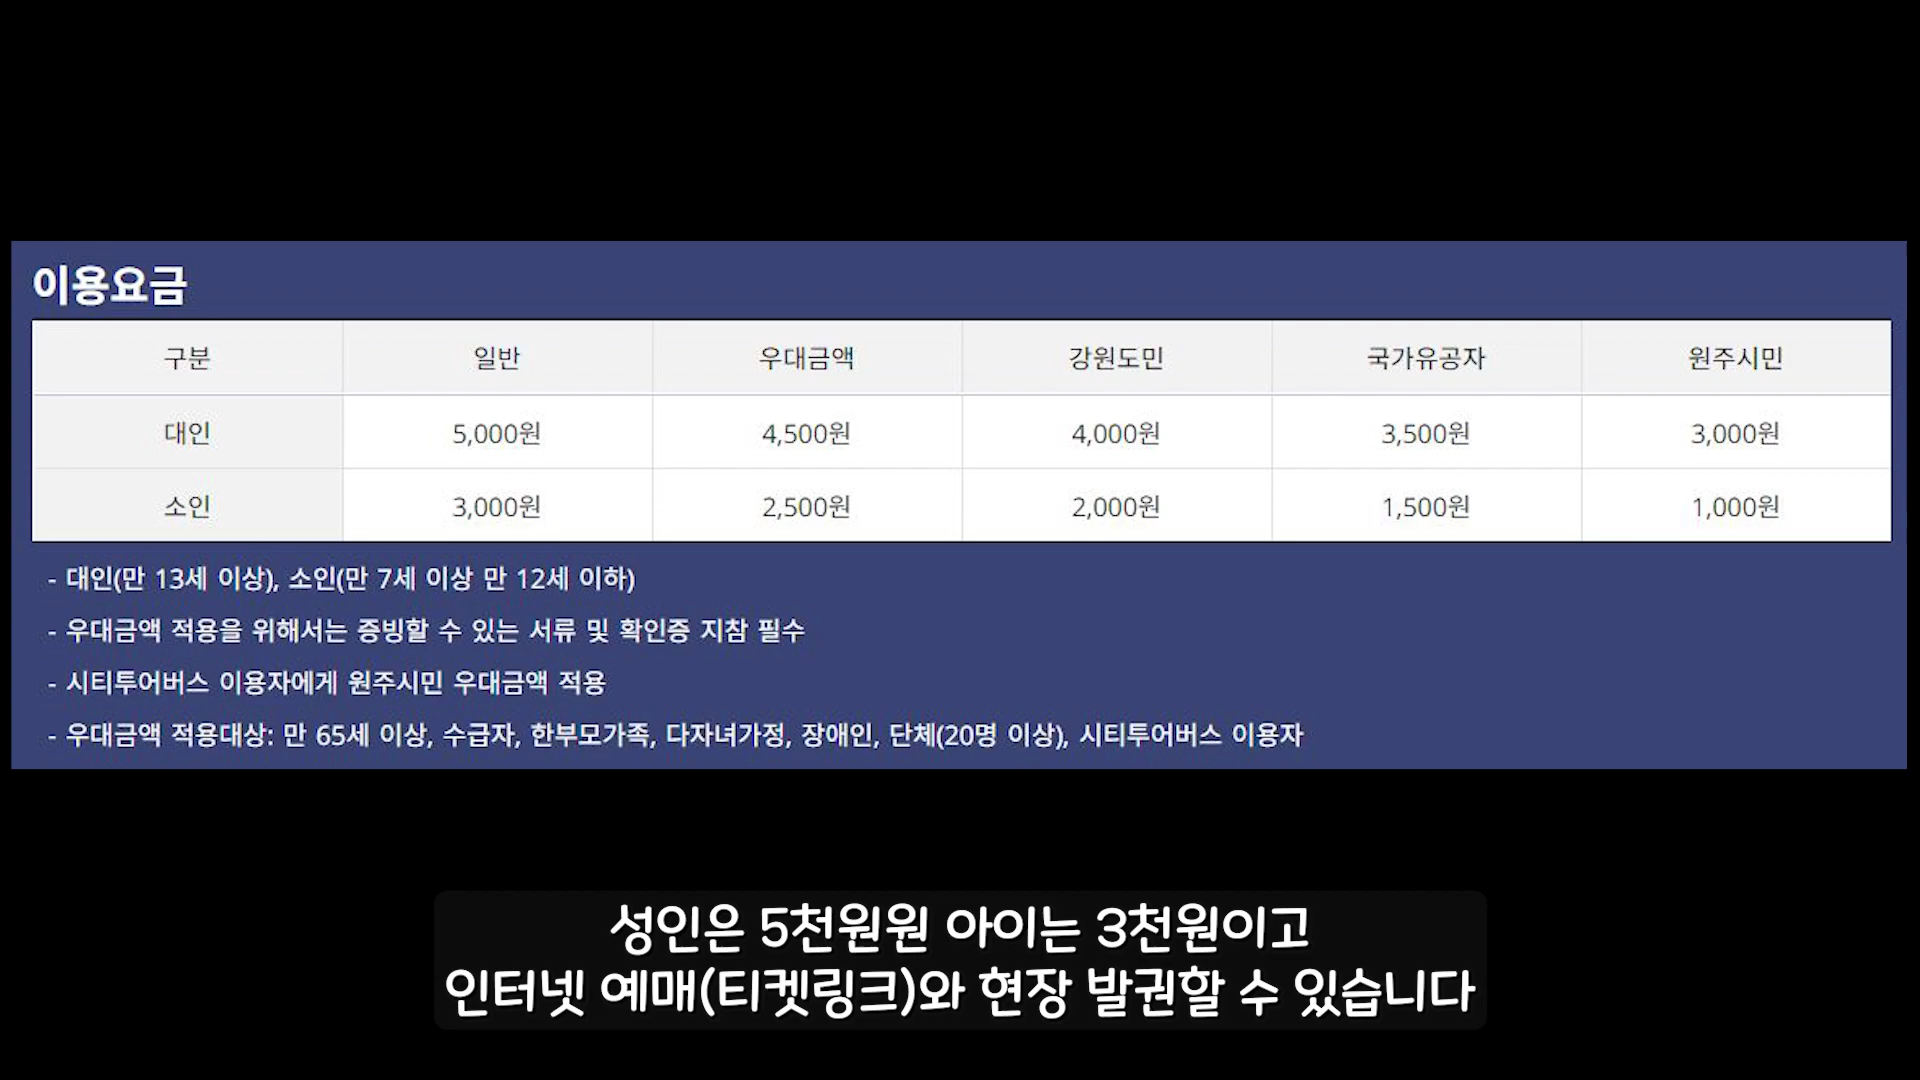 이용요금
구분 일반 우대금액 강원도민 국가유공자 원주시민
대인 5,000원 4,500원 4,000원 3,500원 3,000원
소인 3,000원 2,500원 2,000원 1,500원 1,000원
- 대인(만 13세 이상), 소인(만 7세 이상 만 12세 이하)
- 우대금액 적용을 위해서는 증빙할 수 있는 서류 및 확인증 지참 필수
- 시티투어버스 이용자에게 원주시민 우대금액 적용
- 우대금액 적용대상: 만 65세 이상, 수급자, 한부모가족, 다자녀가정, 장애인, 단체(20명 이상), 시티투어버스 이용자
성인은 5천원원 아이는 3천원이고
인터넷 예매(티켓링크)와 현장 발권할 수 있습니다